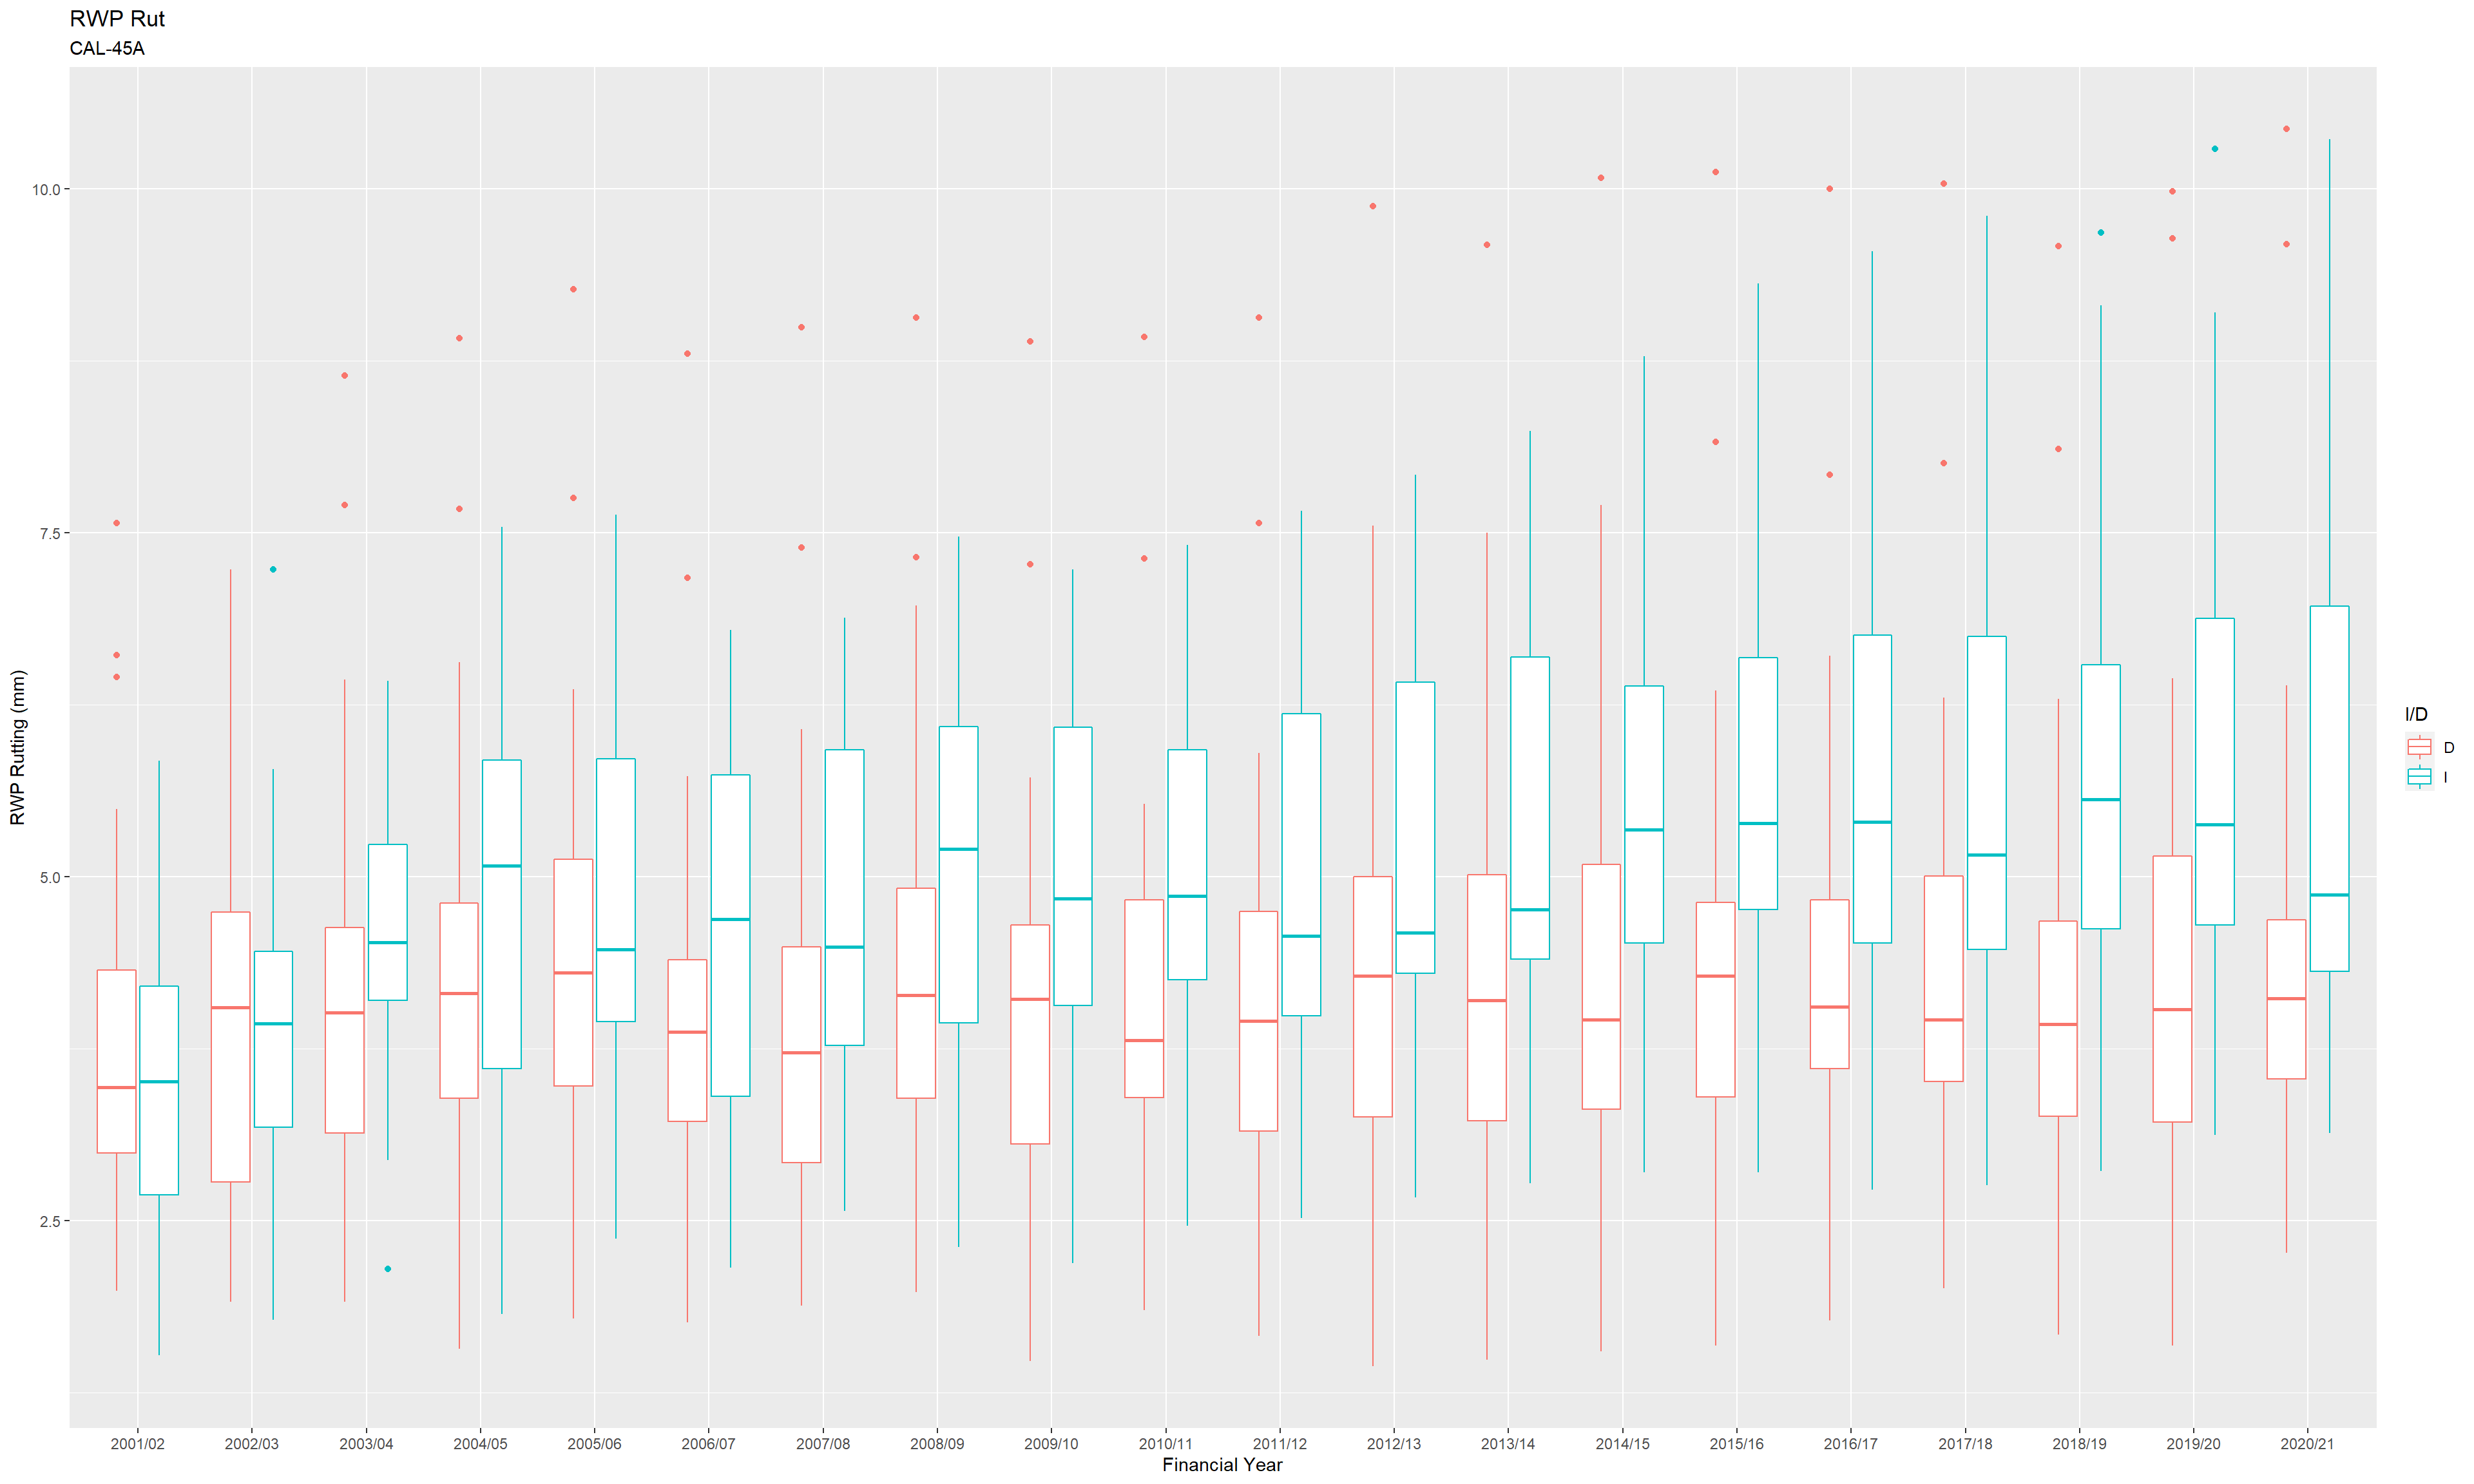 RWP Rut
CAL-45A
RWP Rutting (mm)
10.0
7.5
5.0
2.5
2001/02 2002/03 2003/04 2004/05 2005/06 2006/07 2007/08 2008/09 2009/10 2010/11 2011/12 2012/13 2013/14 2014/15 2015/16 2016/17 2017/18 2018/19 2019/20 2020/21
Financial Year
I/D
D
I